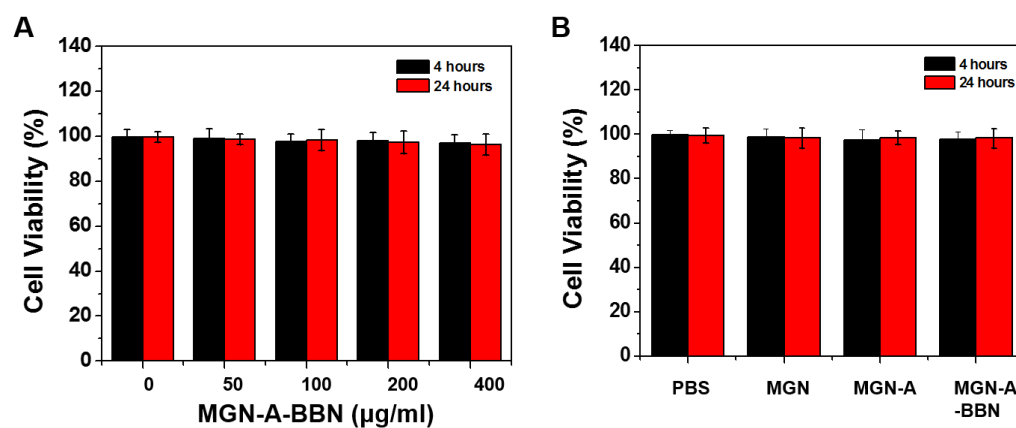 A
140
120
100
80
60
40
20
0
Cell Viability (%)
4 hours
24 hours
0 50 100 200 400
MGN-A-BBN (µg/ml)
B
140
120
100
80
60
40
20
0
Cell Viability (%)
4 hours
24 hours
PBS MGN MGN-A MGN-A
-BBN